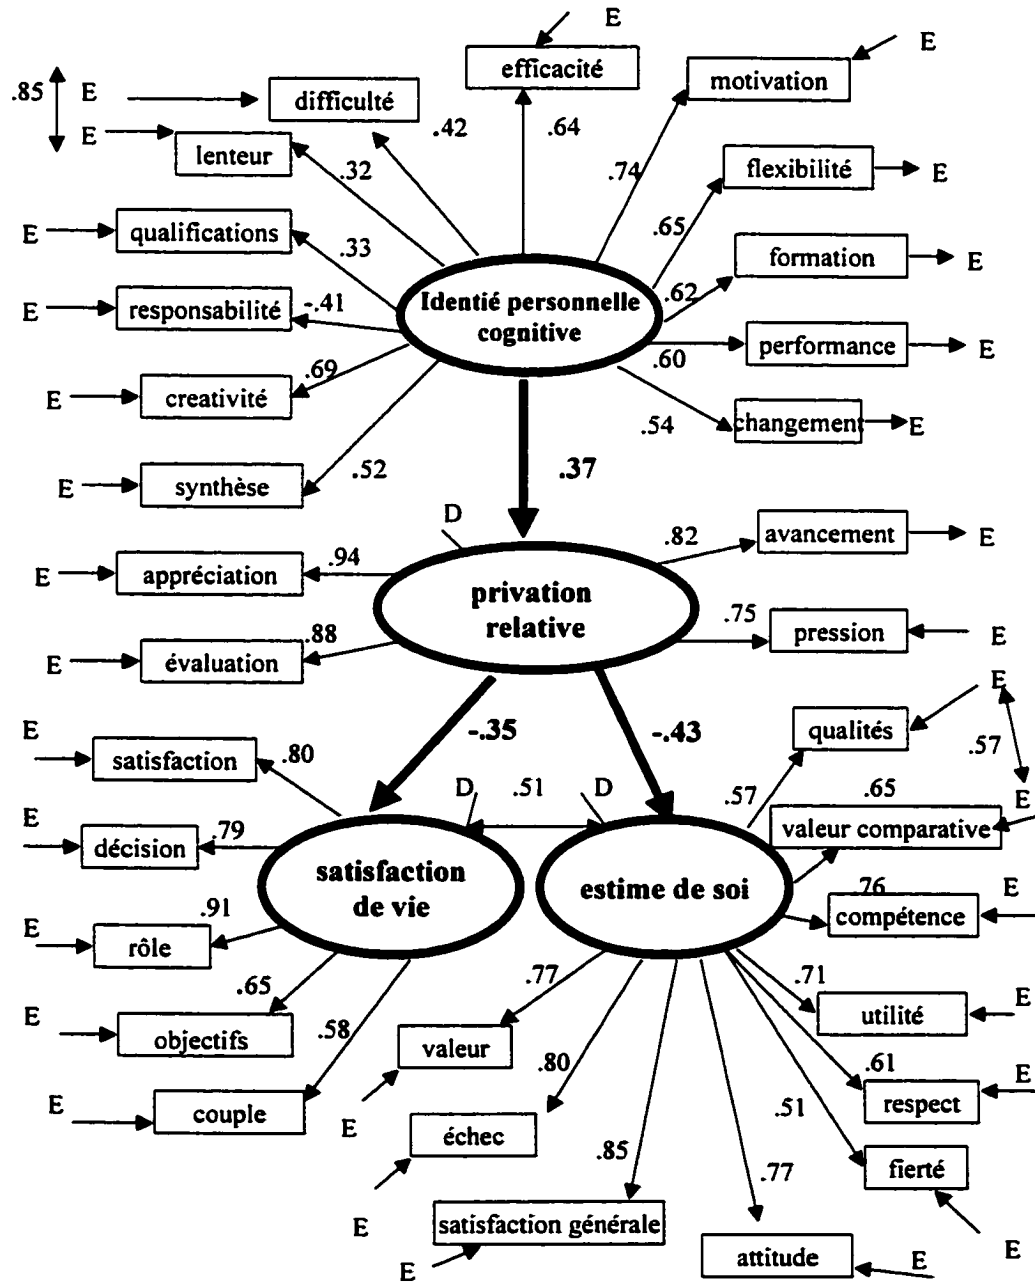 E
efficacité
E
motivation
.85
E
difficulté
.42
.64
E
lenteur
.32
.74
flexibilité
E
E
qualifications
.33
.65
formation
E
E
responsabilité
-.41
Identié personnelle
cognitive
.62
performance
E
.60
E
creativité
.69
changement
E
.54
E
synthèse
.52
.37
D
.82
avancement
E
E
appréciation
.94
privation
relative
.75
pression
E
E
évaluation
.88
E
qualités
.57
E
satisfaction
.80
-.35
-.43
D
.51
D
.57
.65
E
valeur comparative
E
décision
.79
satisfaction
de vie
estime de soi
.76
compétence
E
E
rôle
.91
.77
.71
utilité
E
E
objectifs
.65
.58
valeur
.80
.61
respect
E
E
couple
E
échec
.85
.51
fierté
.77
E
satisfaction générale
E
E
attitude
E